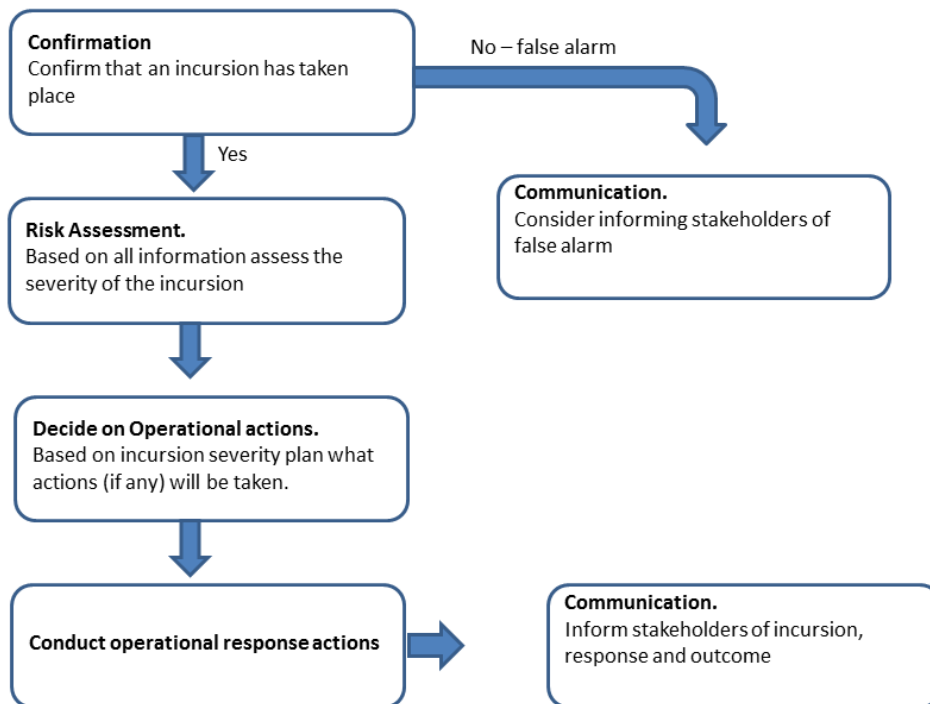 Confirmation
Confirm that an incursion has taken
place
No – false alarm
Yes
Communication.
Consider informing stakeholders of
false alarm
Risk Assessment.
Based on all information assess the
severity of the incursion
Decide on Operational actions.
Based on incursion severity plan what
actions (if any) will be taken.
Conduct operational response actions
Communication.
Inform stakeholders of incursion,
response and outcome